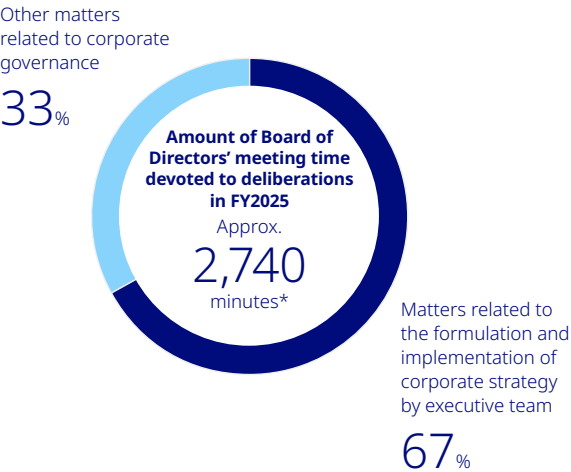 Other matters
related to corporate
governance
33%
Amount of Board of
Directors’ meeting time
devoted to deliberations
in FY2025
Approx.
2,740
minutes*
Matters related to
the formulation and
implementation of
corporate strategy
by executive team
67%